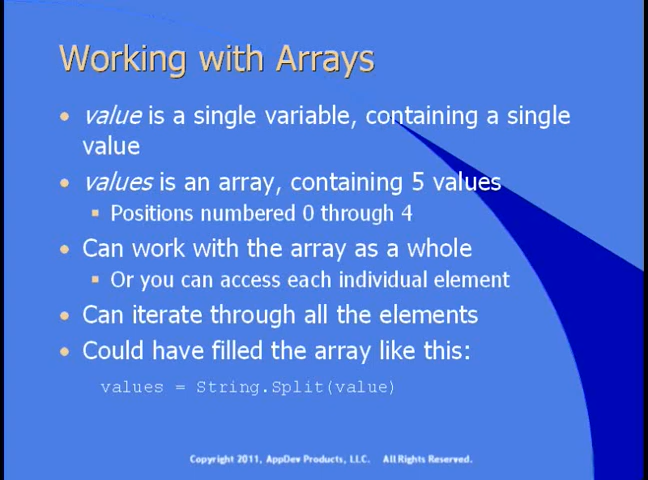 Working with Arrays
• value is a single variable, containing a single
value
• values is an array, containing 5 values
▪ Positions numbered 0 through 4
• Can work with the array as a whole
▪ Or you can access each individual element
• Can iterate through all the elements
• Could have filled the array like this:
values = String.Split(value)
Copyright 2011, AppDev Products, LLC. All Rights Reserved.